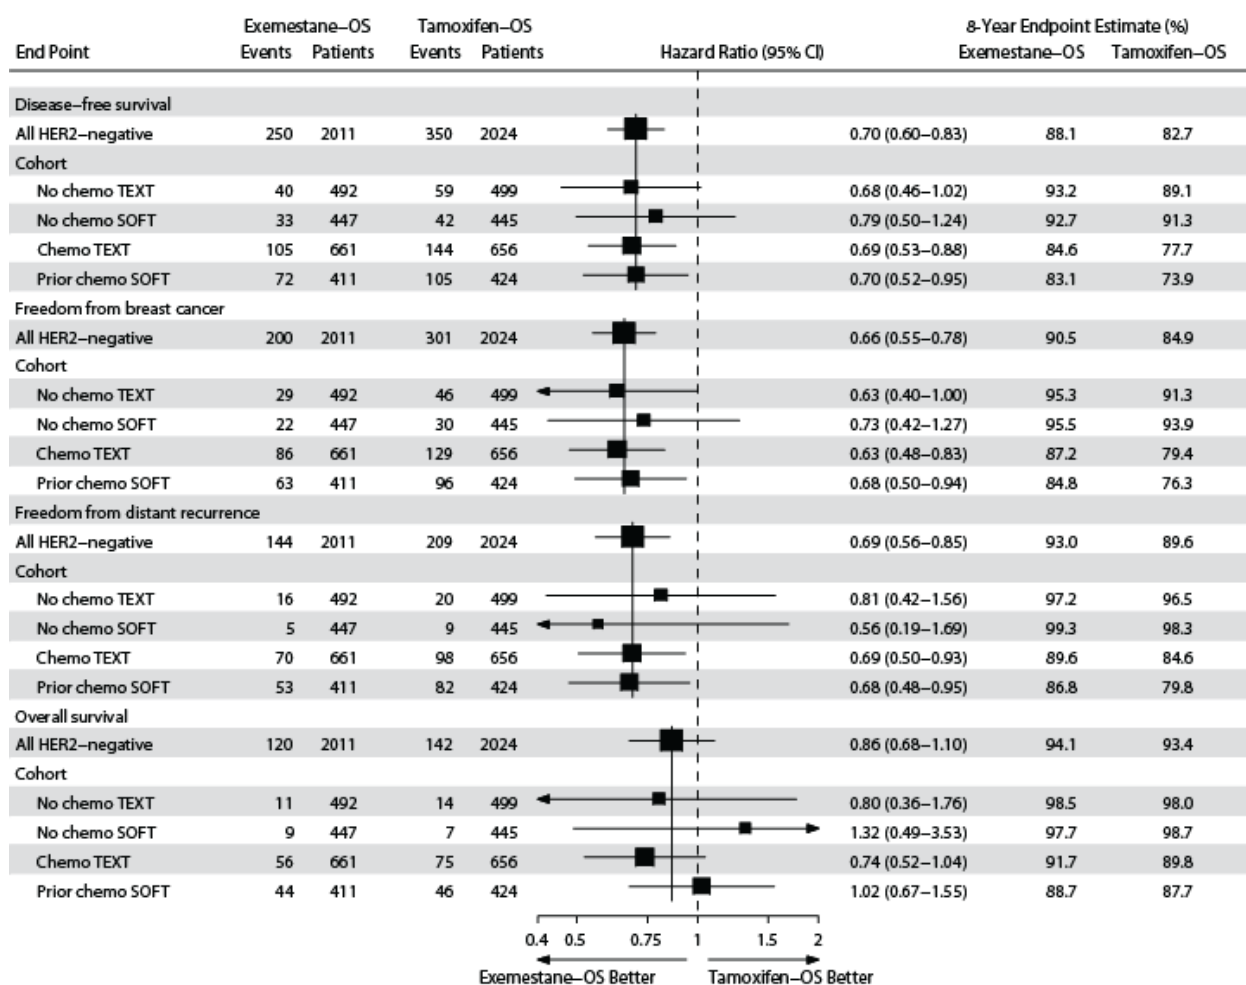 Exemestane–OS Tamoxifen–OS 8-Year Endpoint Estimate (%)
End Point Events Patients Events Patients Hazard Ratio (95% CI) Exemestane–OS Tamoxifen–OS
Disease–free survival
All HER2–negative 250 2011 350 2024 0.70 (0.60–0.83) 88.1 82.7
Cohort
No chemo TEXT 40 492 59 499 0.68 (0.46–1.02) 93.2 89.1
No chemo SOFT 33 447 42 445 0.79 (0.50–1.24) 92.7 91.3
Chemo TEXT 105 661 144 656 0.69 (0.53–0.88) 84.6 77.7
Prior chemo SOFT 72 411 105 424 0.70 (0.52–0.95) 83.1 73.9
Freedom from breast cancer
All HER2–negative 200 2011 301 2024 0.66 (0.55–0.78) 90.5 84.9
Cohort
No chemo TEXT 29 492 46 499 0.63 (0.40–1.00) 95.3 91.3
No chemo SOFT 22 447 30 445 0.73 (0.42–1.27) 95.5 93.9
Chemo TEXT 86 661 129 656 0.63 (0.48–0.83) 87.2 79.4
Prior chemo SOFT 63 411 96 424 0.68 (0.50–0.94) 84.8 76.3
Freedom from distant recurrence
All HER2–negative 144 2011 209 2024 0.69 (0.56–0.85) 93.0 89.6
Cohort
No chemo TEXT 16 492 20 499 0.81 (0.42–1.56) 97.2 96.5
No chemo SOFT 5 447 9 445 0.56 (0.19–1.69) 99.3 98.3
Chemo TEXT 70 661 98 656 0.69 (0.50–0.93) 89.6 84.6
Prior chemo SOFT 53 411 82 424 0.68 (0.48–0.95) 86.8 79.8
Overall survival
All HER2–negative 120 2011 142 2024 0.86 (0.68–1.10) 94.1 93.4
Cohort
No chemo TEXT 11 492 14 499 0.80 (0.36–1.76) 98.5 98.0
No chemo SOFT 9 447 7 445 1.32 (0.49–3.53) 97.7 98.7
Chemo TEXT 56 661 75 656 0.74 (0.52–1.04) 91.7 89.8
Prior chemo SOFT 44 411 46 424 1.02 (0.67–1.55) 88.7 87.7
0.4 0.5 0.75 1 1.5 2
Exemestane–OS Better Tamoxifen–OS Better